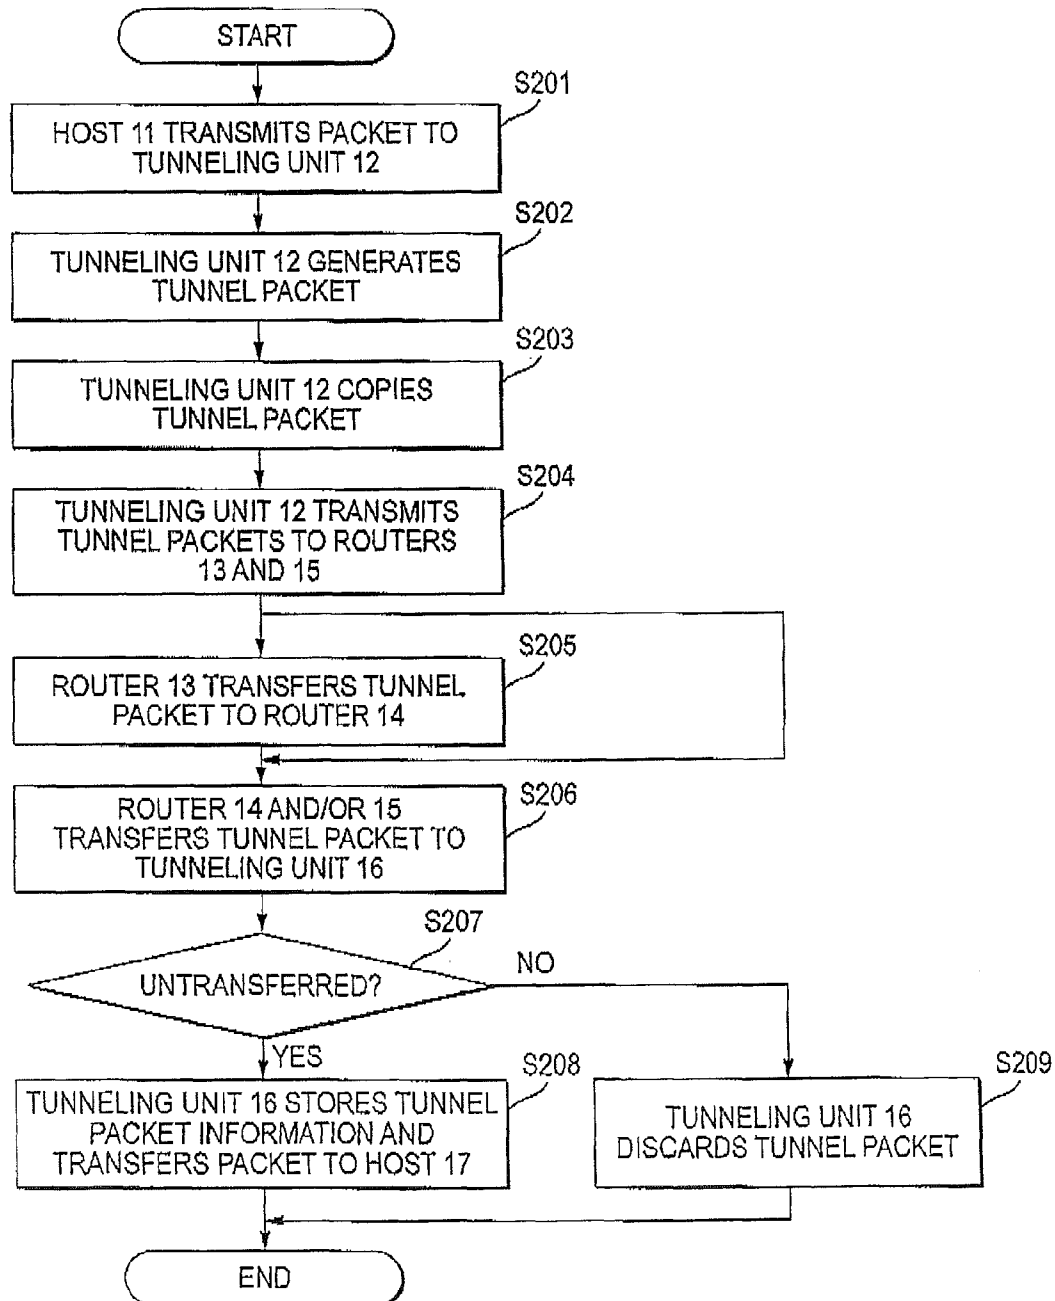 START
S201
HOST 11 TRANSMITS PACKET TO
TUNNELING UNIT 12
S202
TUNNELING UNIT 12 GENERATES
TUNNEL PACKET
S203
TUNNELING UNIT 12 COPIES
TUNNEL PACKET
S204
TUNNELING UNIT 12 TRANSMITS
TUNNEL PACKETS TO ROUTERS
13 AND 15
S205
ROUTER 13 TRANSFERS TUNNEL
PACKET TO ROUTER 14
S206
ROUTER 14 AND/OR 15
TRANSFERS TUNNEL PACKET TO
TUNNELING UNIT 16
S207
UNTRANSFERRED?
NO
YES
S208
TUNNELING UNIT 16 STORES TUNNEL
PACKET INFORMATION AND
TRANSFERS PACKET TO HOST 17
S209
TUNNELING UNIT 16
DISCARDS TUNNEL PACKET
END